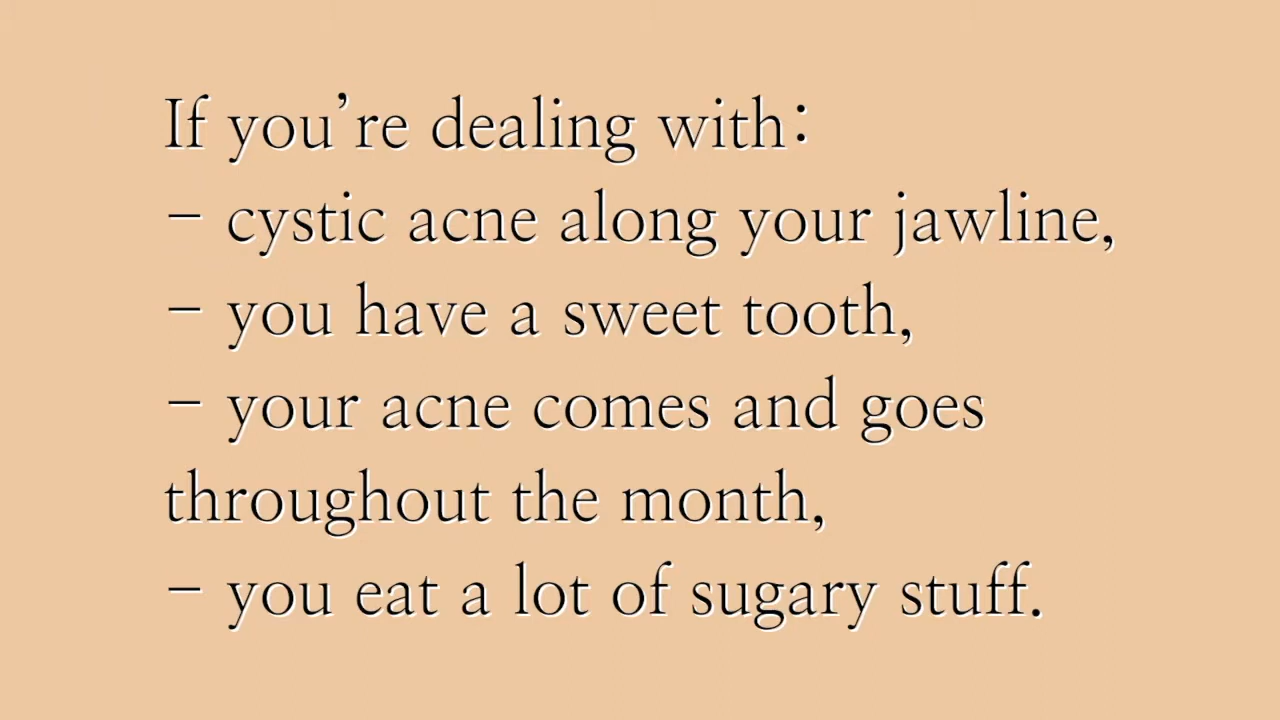 If you’re dealing with:
- cystic acne along your jawline,
- you have a sweet tooth,
- your acne comes and goes
throughout the month,
- you eat a lot of sugary stuff.